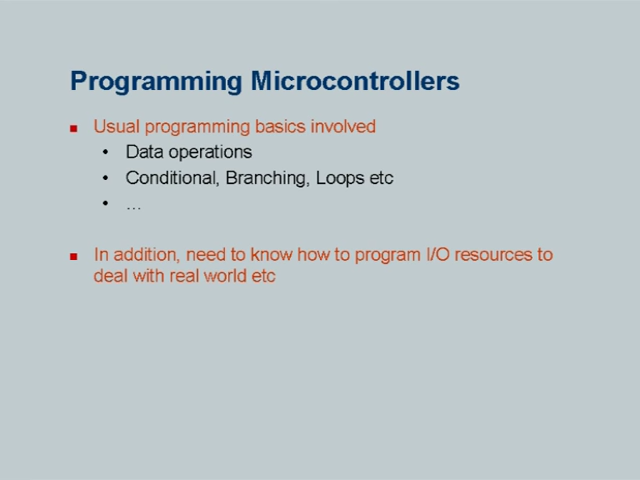 Programming Microcontrollers
Usual programming basics involved
Data operations
Conditional, Branching, Loops etc
...
In addition, need to know how to program I/O resources to
deal with real world etc